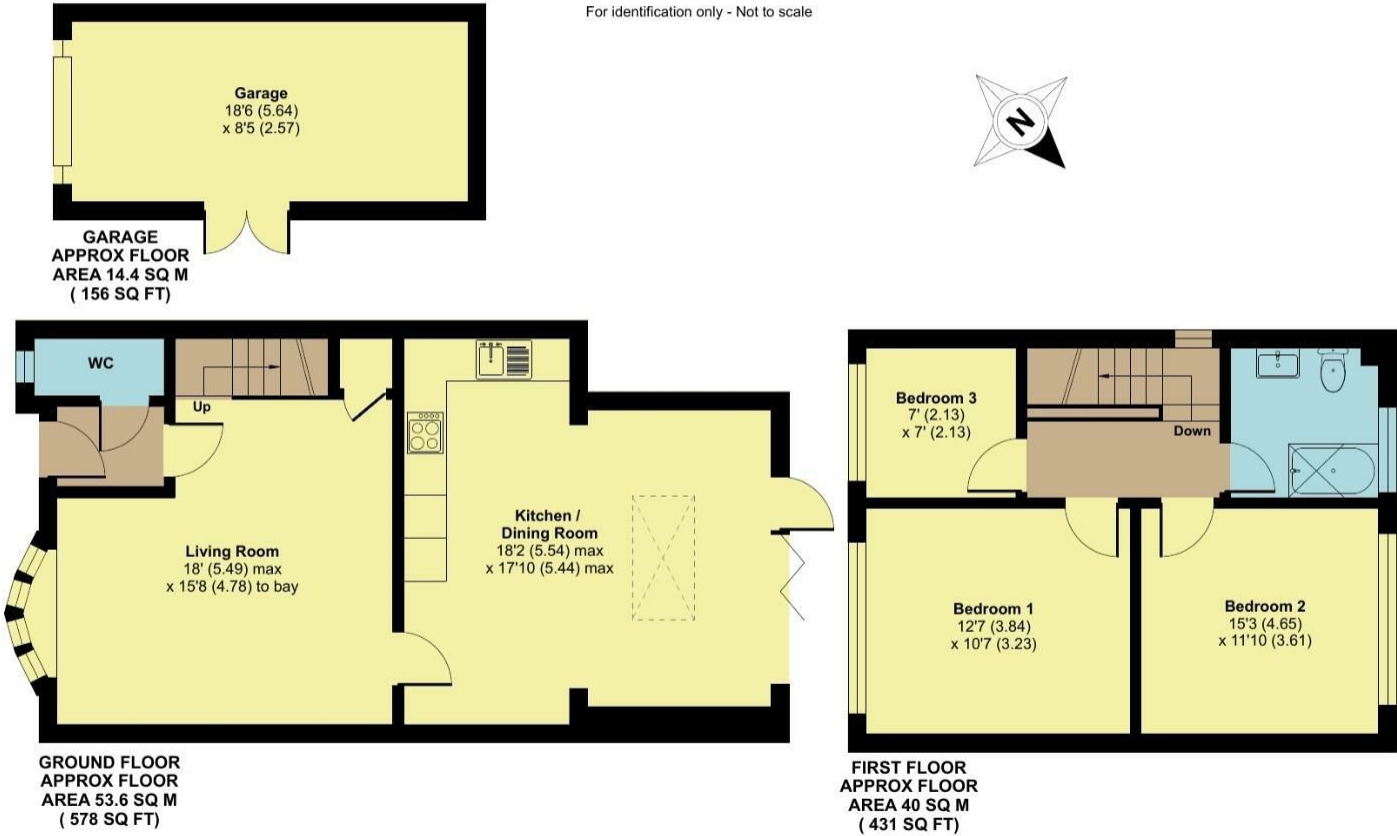 For identification only - Not to scale
Garage
18'6 (5.64)
x 8'5 (2.57)
N
GARAGE
APPROX FLOOR
AREA 14.4 SQ M
( 156 SQ FT)
WC
Up
Living Room
18' (5.49) max
x 15'8 (4.78) to bay
Kitchen /
Dining Room
18'2 (5.54) max
x 17'10 (5.44) max
GROUND FLOOR
APPROX FLOOR
AREA 53.6 SQ M
( 578 SQ FT)
Bedroom 3
7' (2.13)
x 7' (2.13)
Down
Bedroom 1
12'7 (3.84)
x 10'7 (3.23)
Bedroom 2
15'3 (4.65)
x 11'10 (3.61)
FIRST FLOOR
APPROX FLOOR
AREA 40 SQ M
( 431 SQ FT)